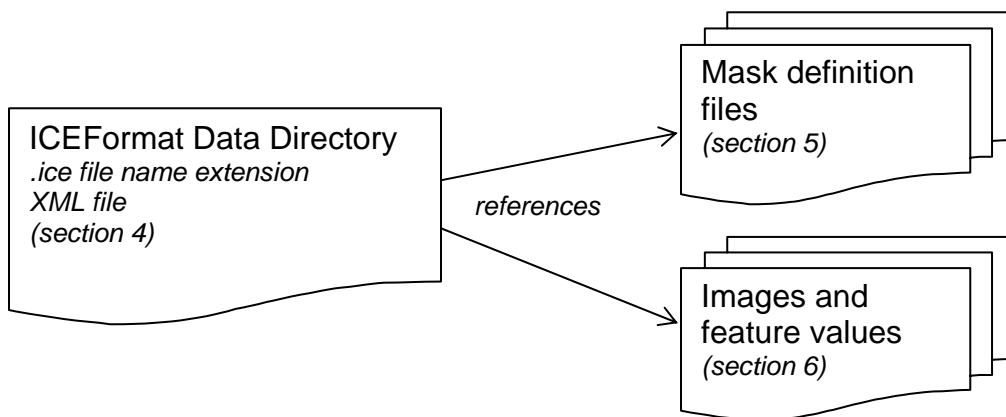 ICEFormat Data Directory
.ice file name extension
XML file
(section 4)
references
Mask definition
files
(section 5)
Images and
feature values
(section 6)